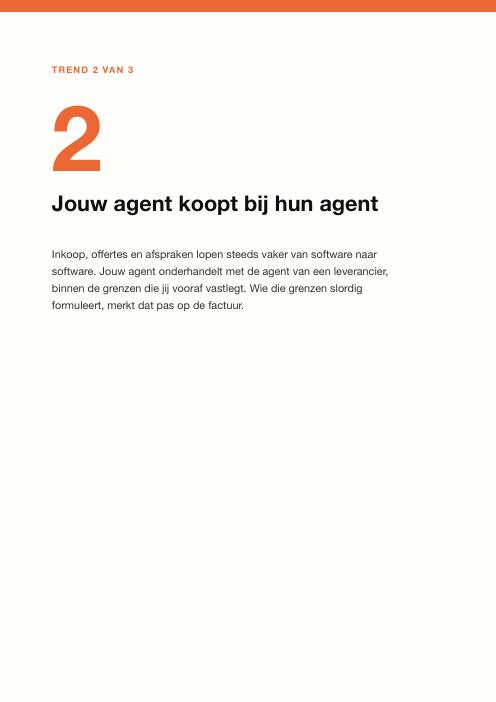 TREND 2 VAN 3
2
Jouw agent koopt bij hun agent
Inkoop, offertes en afspraken lopen steeds vaker van software naar
software. Jouw agent onderhandelt met de agent van een leverancier,
binnen de grenzen die jij vooraf vastlegt. Wie die grenzen slordig
formuleert, merkt dat pas op de factuur.